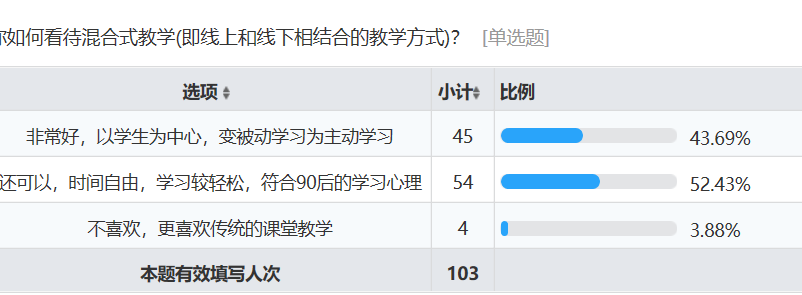 你如何看待混合式教学(即线上和线下相结合的教学方式)? [单选题]
选项 小计 比例
非常好，以学生为中心，变被动学习为主动学习 45 43.69%
还可以，时间自由，学习较轻松，符合90后的学习心理 54 52.43%
不喜欢，更喜欢传统的课堂教学 4 3.88%
本题有效填写人次 103